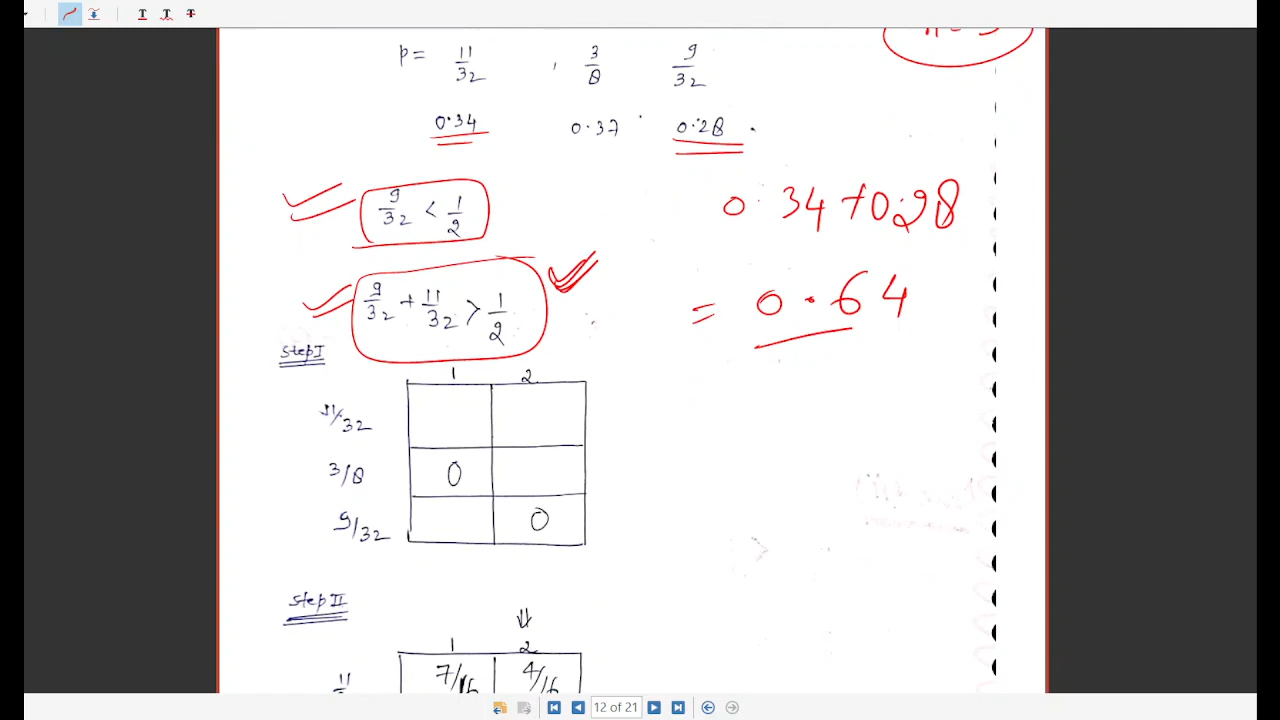 p = 11/32 , 3/8 9/32
0.34 0.37 0.28
0.34 + 0.28
9/32 < 1/2
= 0.64
9/32 + 11/32 > 1/2
Step I
1 2
11/32
3/8 0
9/32 0
Step II
1 2
7/16 4/16
11
12 of 21